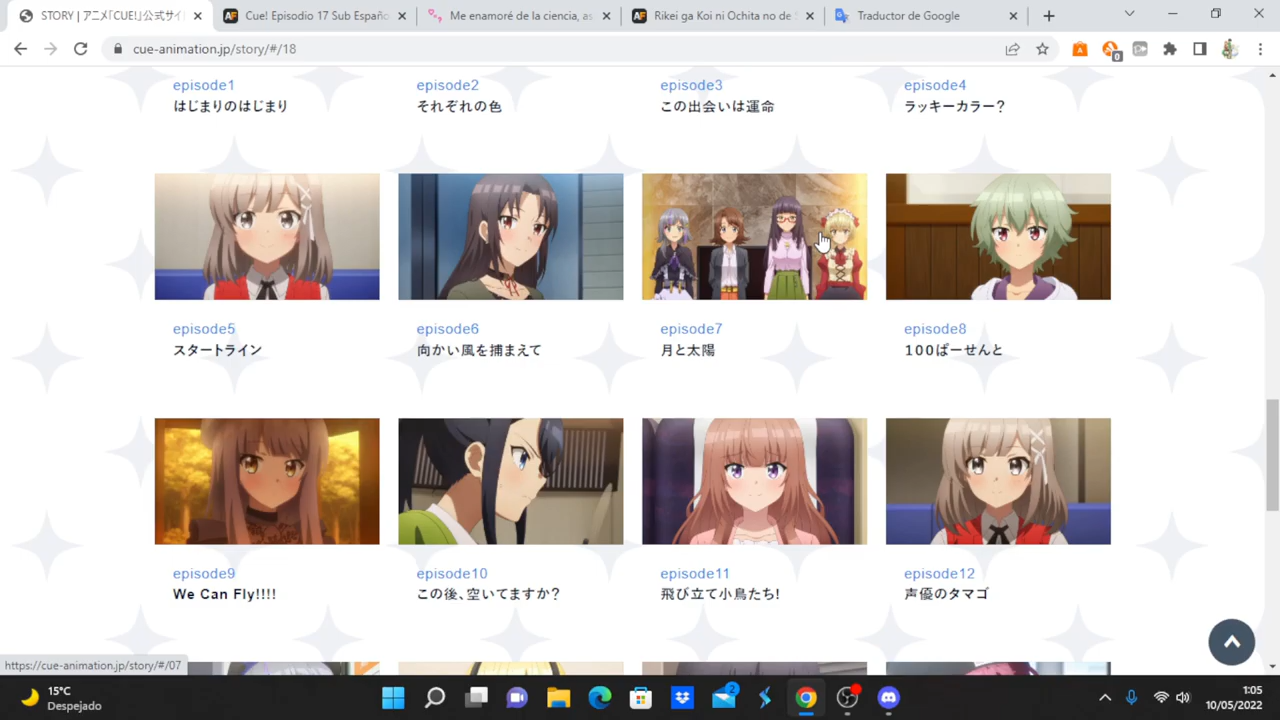 STORY | アニメ「CUE!」公式サイ
Cue! Episodio 17 Sub Españo
Me enamoré de la ciencia, as
Rikei ga Koi ni Ochita no de S
Traductor de Google
cue-animation.jp/story/#/18
0
episode1
はじまりのはじまり
episode2
それぞれの色
episode3
この出会いは運命
episode4
ラッキーカラー?
episode5
スタートライン
episode6
向かい風を捕まえて
episode7
月と太陽
episode8
100ぱーせんと
episode9
We Can Fly!!!!
episode10
この後、空いてますか?
episode11
飛び立て小鳥たち!
episode12
声優のタマゴ
https://cue-animation.jp/story/#/07
15°C
Despejado
2
1:05
10/05/2022